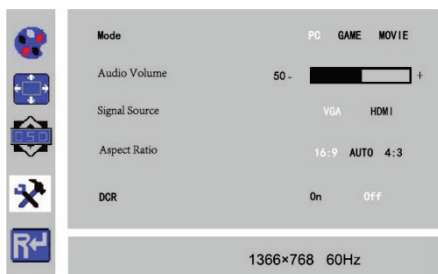 Mode PC GAME MOVIE
Audio Volume 50 - +
Signal Source VGA HDMI
Aspect Ratio 16:9 AUTO 4:3
OSD
DCR On Off
R
1366×768 60Hz